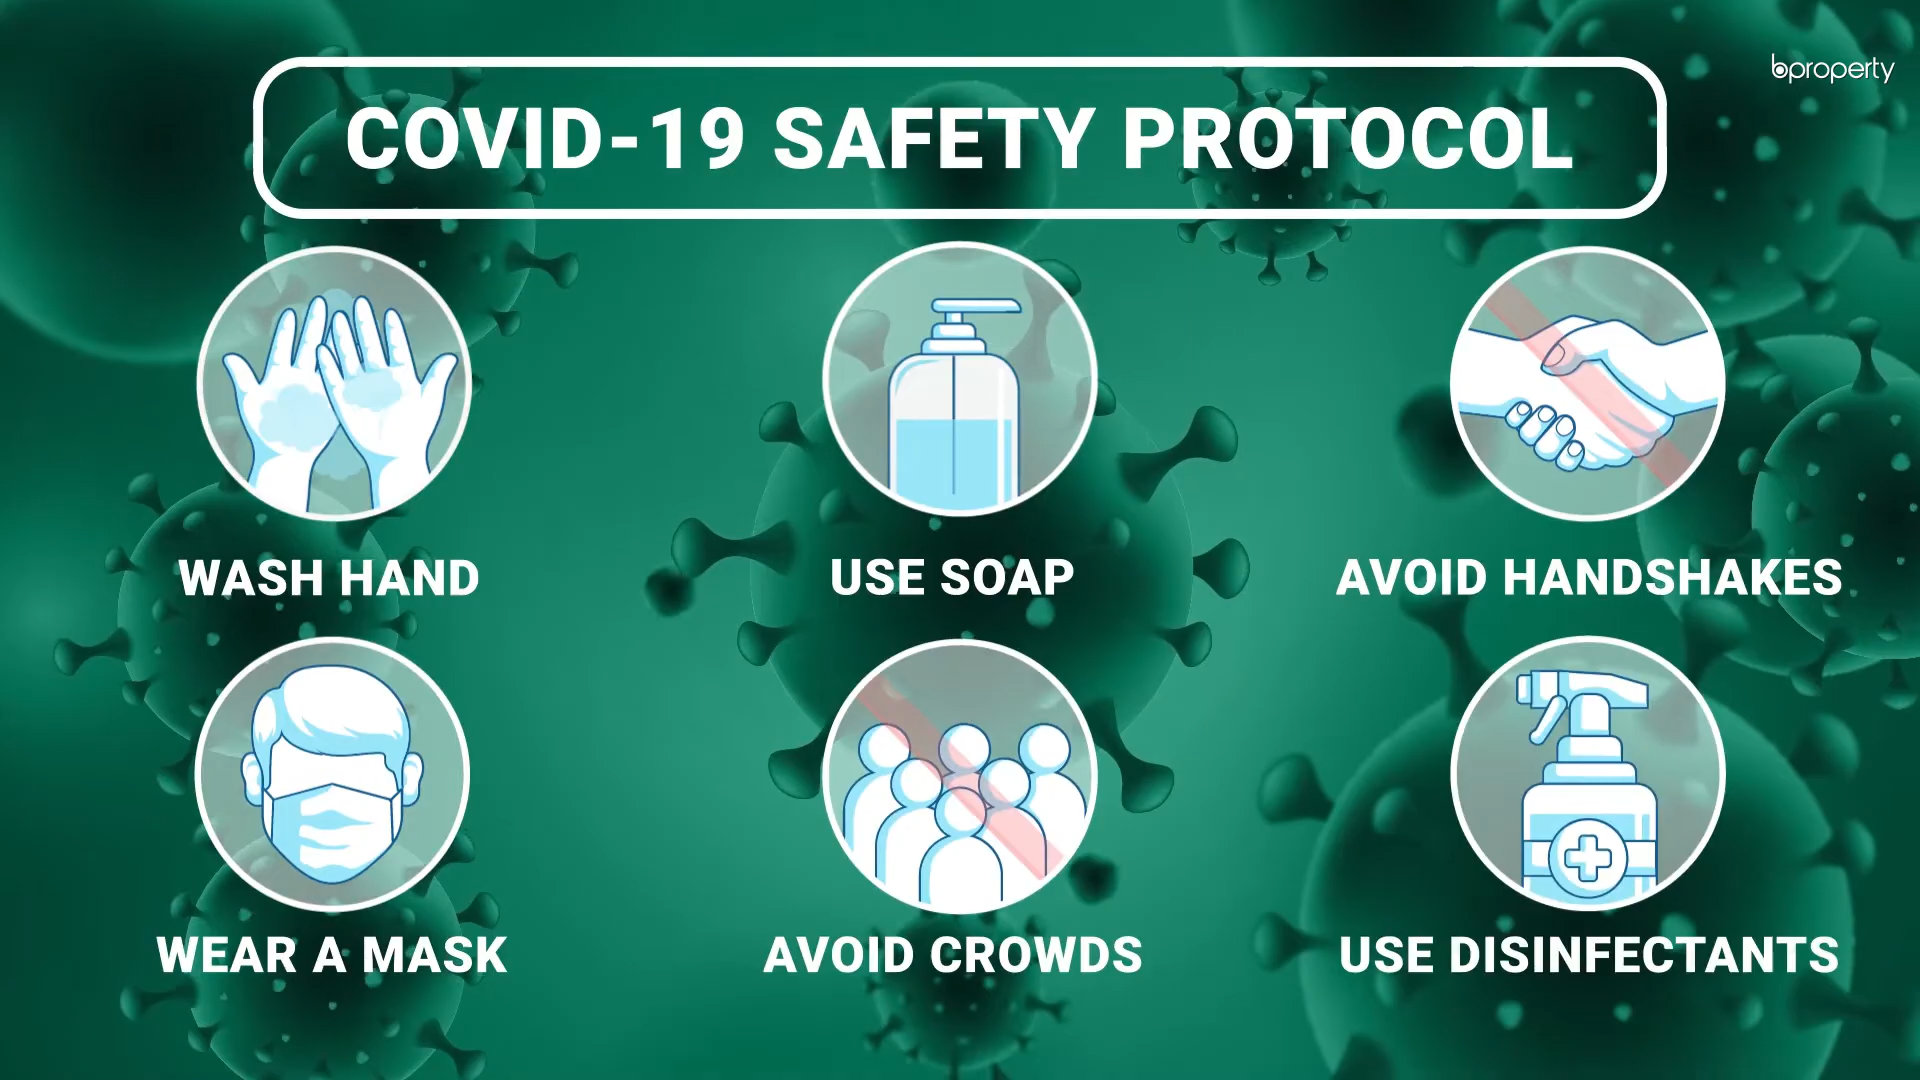 bproperty
COVID-19 SAFETY PROTOCOL
WASH HAND
USE SOAP
AVOID HANDSHAKES
WEAR A MASK
AVOID CROWDS
USE DISINFECTANTS